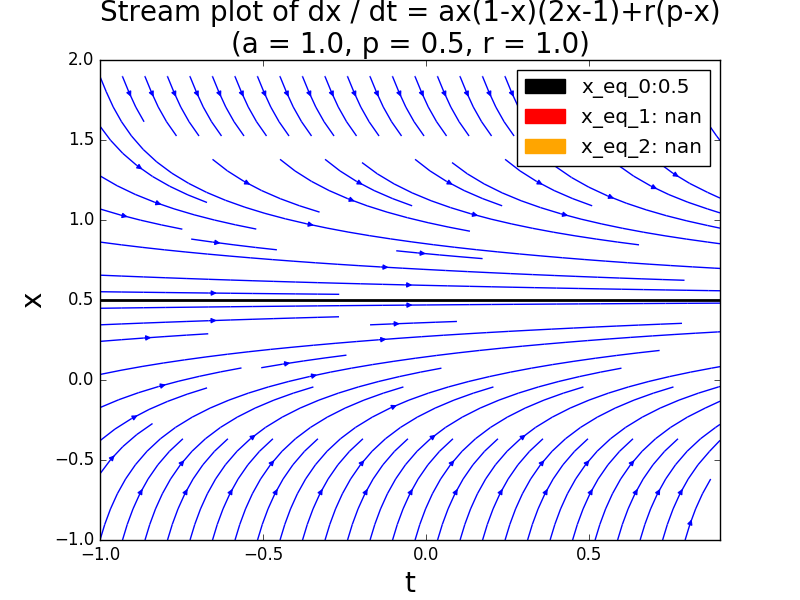 Stream plot of dx / dt = ax(1-x)(2x-1)+r(p-x)
(a = 1.0, p = 0.5, r = 1.0)
x_eq_0:0.5
x_eq_1: nan
x_eq_2: nan
2.0
1.5
1.0
0.5
0.0
−0.5
−1.0
x
−1.0 −0.5 0.0 0.5
t